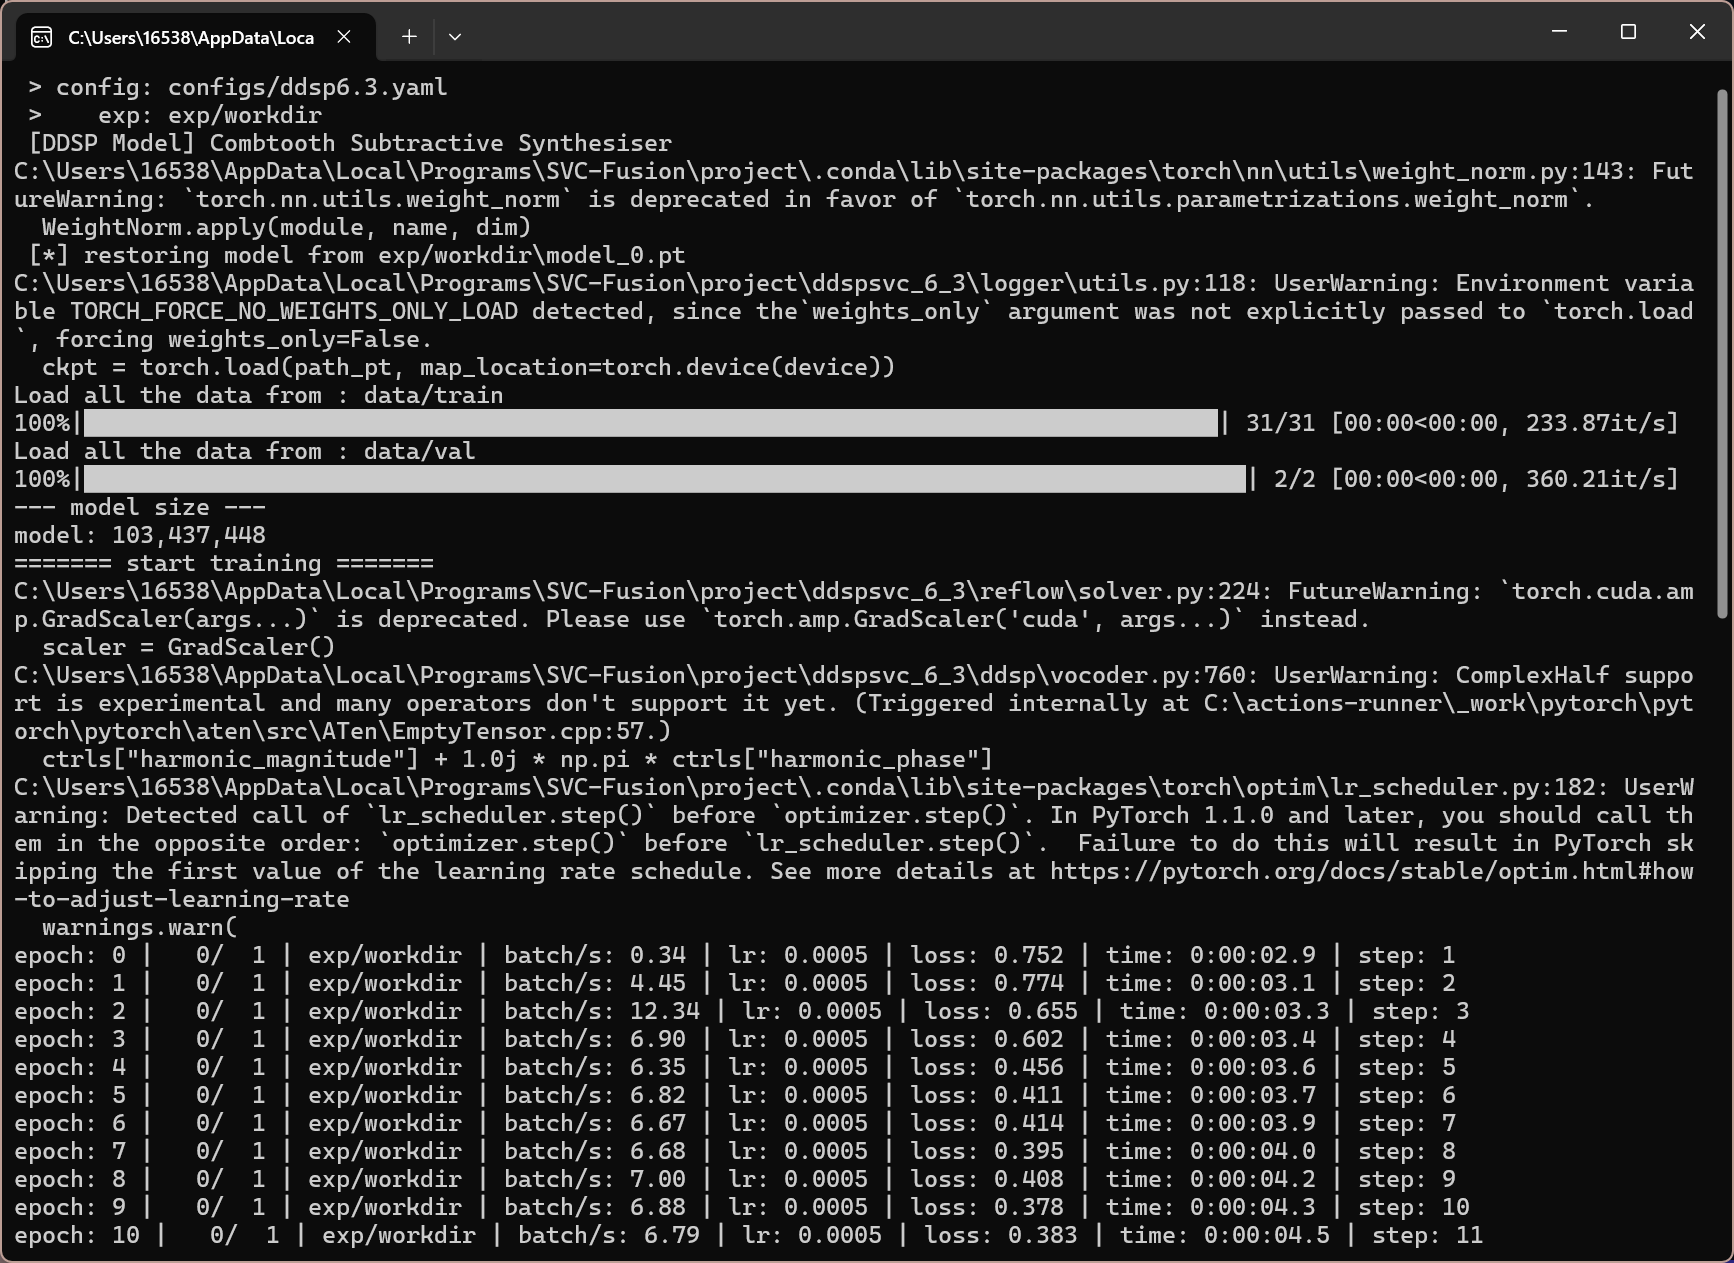 C:\Users\16538\AppData\Loca
> config: configs/ddsp6.3.yaml
>    exp: exp/workdir
[DDSP Model] Combtooth Subtractive Synthesiser
C:\Users\16538\AppData\Local\Programs\SVC-Fusion\project\.conda\lib\site-packages\torch\nn\utils\weight_norm.py:143: Fut
ureWarning: `torch.nn.utils.weight_norm` is deprecated in favor of `torch.nn.utils.parametrizations.weight_norm`.
  WeightNorm.apply(module, name, dim)
 [*] restoring model from exp/workdir\model_0.pt
C:\Users\16538\AppData\Local\Programs\SVC-Fusion\project\ddspsvc_6_3\logger\utils.py:118: UserWarning: Environment varia
ble TORCH_FORCE_NO_WEIGHTS_ONLY_LOAD detected, since the`weights_only` argument was not explicitly passed to `torch.load
`, forcing weights_only=False.
  ckpt = torch.load(path_pt, map_location=torch.device(device))
Load all the data from : data/train
100%|| 31/31 [00:00<00:00, 233.87it/s]
Load all the data from : data/val
100%|| 2/2 [00:00<00:00, 360.21it/s]
--- model size ---
model: 103,437,448
======= start training =======
C:\Users\16538\AppData\Local\Programs\SVC-Fusion\project\ddspsvc_6_3\reflow\solver.py:224: FutureWarning: `torch.cuda.am
p.GradScaler(args...)` is deprecated. Please use `torch.amp.GradScaler('cuda', args...)` instead.
  scaler = GradScaler()
C:\Users\16538\AppData\Local\Programs\SVC-Fusion\project\ddspsvc_6_3\ddsp\vocoder.py:760: UserWarning: ComplexHalf suppo
rt is experimental and many operators don't support it yet. (Triggered internally at C:\actions-runner\_work\pytorch\pyt
orch\pytorch\aten\src\ATen\EmptyTensor.cpp:57.)
  ctrls["harmonic_magnitude"] + 1.0j * np.pi * ctrls["harmonic_phase"]
C:\Users\16538\AppData\Local\Programs\SVC-Fusion\project\.conda\lib\site-packages\torch\optim\lr_scheduler.py:182: UserW
arning: Detected call of `lr_scheduler.step()` before `optimizer.step()`. In PyTorch 1.1.0 and later, you should call th
em in the opposite order: `optimizer.step()` before `lr_scheduler.step()`.  Failure to do this will result in PyTorch sk
ipping the first value of the learning rate schedule. See more details at https://pytorch.org/docs/stable/optim.html#how
-to-adjust-learning-rate
  warnings.warn(
epoch: 0 |   0/  1 | exp/workdir | batch/s: 0.34 | lr: 0.0005 | loss: 0.752 | time: 0:00:02.9 | step: 1
epoch: 1 |   0/  1 | exp/workdir | batch/s: 4.45 | lr: 0.0005 | loss: 0.774 | time: 0:00:03.1 | step: 2
epoch: 2 |   0/  1 | exp/workdir | batch/s: 12.34 | lr: 0.0005 | loss: 0.655 | time: 0:00:03.3 | step: 3
epoch: 3 |   0/  1 | exp/workdir | batch/s: 6.90 | lr: 0.0005 | loss: 0.602 | time: 0:00:03.4 | step: 4
epoch: 4 |   0/  1 | exp/workdir | batch/s: 6.35 | lr: 0.0005 | loss: 0.456 | time: 0:00:03.6 | step: 5
epoch: 5 |   0/  1 | exp/workdir | batch/s: 6.82 | lr: 0.0005 | loss: 0.411 | time: 0:00:03.7 | step: 6
epoch: 6 |   0/  1 | exp/workdir | batch/s: 6.67 | lr: 0.0005 | loss: 0.414 | time: 0:00:03.9 | step: 7
epoch: 7 |   0/  1 | exp/workdir | batch/s: 6.68 | lr: 0.0005 | loss: 0.395 | time: 0:00:04.0 | step: 8
epoch: 8 |   0/  1 | exp/workdir | batch/s: 7.00 | lr: 0.0005 | loss: 0.408 | time: 0:00:04.2 | step: 9
epoch: 9 |   0/  1 | exp/workdir | batch/s: 6.88 | lr: 0.0005 | loss: 0.378 | time: 0:00:04.3 | step: 10
epoch: 10 |   0/  1 | exp/workdir | batch/s: 6.79 | lr: 0.0005 | loss: 0.383 | time: 0:00:04.5 | step: 11